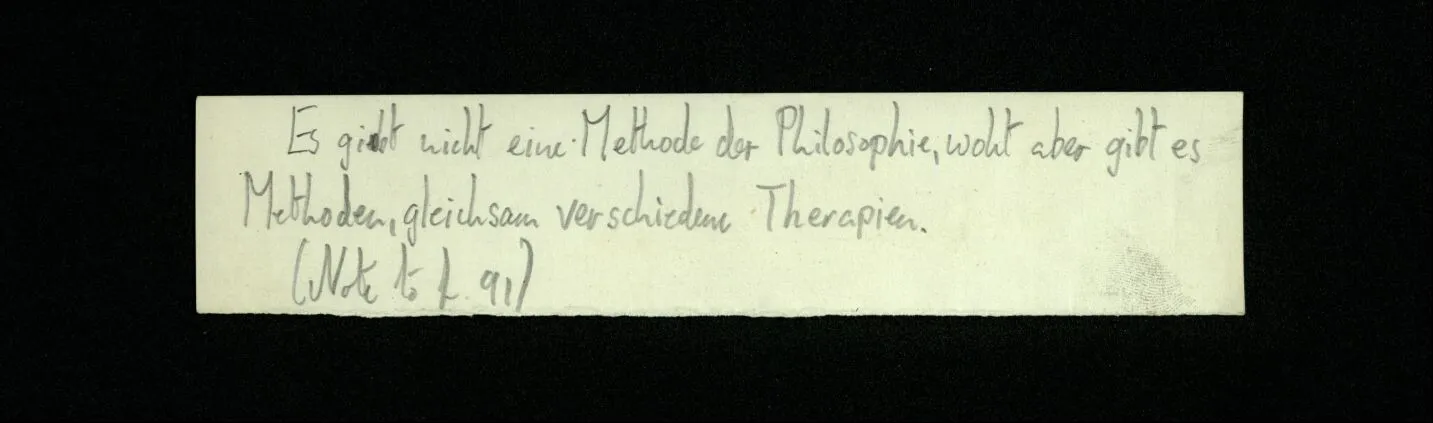 Es gibt nicht eine Methode der Philosophie, wohl aber gibt es
Methoden, gleichsam verschiedene Therapien.
(Note to p. 91)